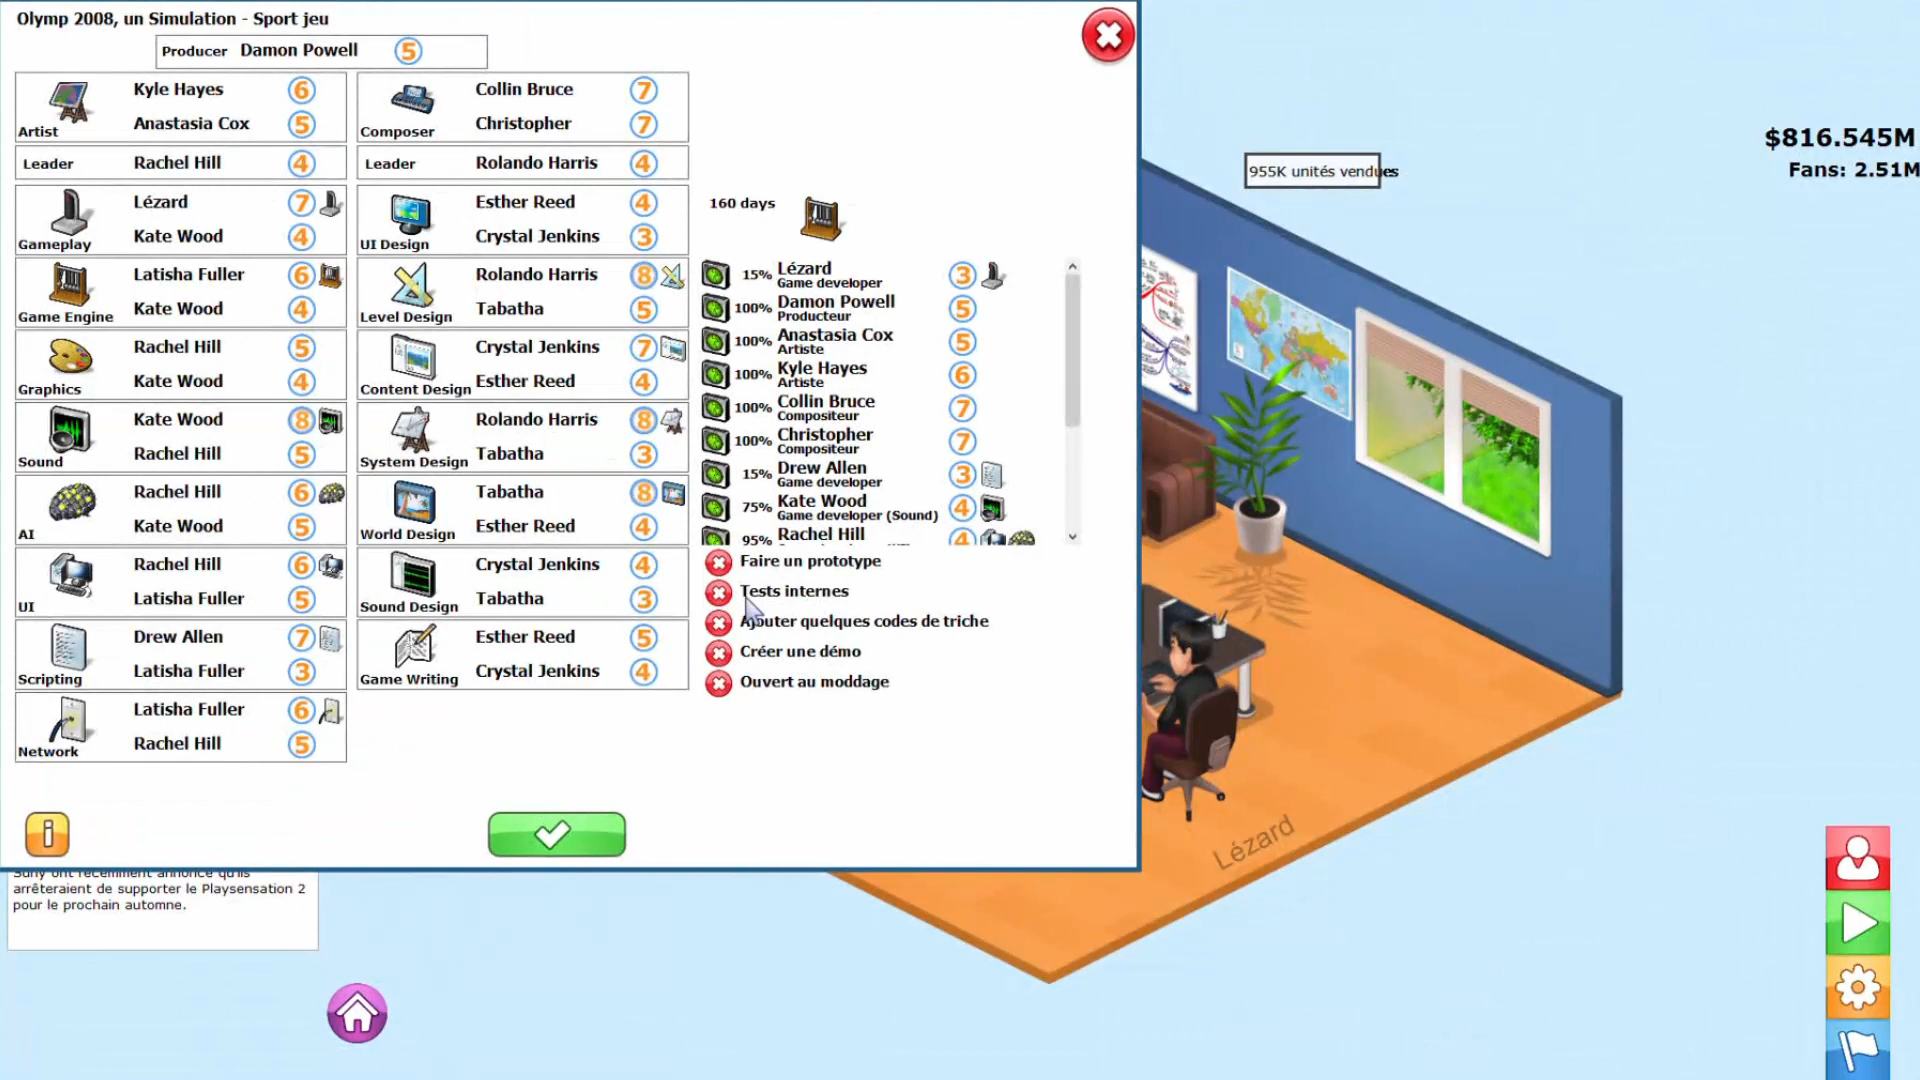 Olymp 2008, un Simulation - Sport jeu
Producer Damon Powell 5
Kyle Hayes 6
Anastasia Cox 5
Artist
Leader Rachel Hill 4
Lézard 7
Kate Wood 4
Gameplay
Latisha Fuller 6
Kate Wood 4
Game Engine
Rachel Hill 5
Kate Wood 4
Graphics
Kate Wood 8
Rachel Hill 5
Sound
Rachel Hill 6
Kate Wood 5
AI
Rachel Hill 6
Latisha Fuller 5
UI
Drew Allen 7
Latisha Fuller 3
Scripting
Latisha Fuller 6
Rachel Hill 5
Network
Collin Bruce 7
Christopher 7
Composer
Leader Rolando Harris 4
Esther Reed 4
Crystal Jenkins 3
UI Design
Rolando Harris 8
Tabatha 5
Level Design
Crystal Jenkins 7
Esther Reed 4
Content Design
Rolando Harris 8
Tabatha 3
System Design
Tabatha 8
Esther Reed 4
World Design
Crystal Jenkins 4
Tabatha 3
Sound Design
Esther Reed 5
Crystal Jenkins 4
Game Writing
160 days
15% Lézard 3
Game developer
100% Damon Powell 5
Producteur
100% Anastasia Cox 5
Artiste
100% Kyle Hayes 6
Artiste
100% Collin Bruce 7
Compositeur
100% Christopher 7
Compositeur
15% Drew Allen 3
Game developer
75% Kate Wood 4
Game developer (Sound)
95% Rachel Hill 4
Faire un prototype
Tests internes
Ajouter quelques codes de triche
Créer une démo
Ouvert au moddage
955K unités vendues
$816.545M
Fans: 2.51M
Lézard
Suny ont récemment annoncé qu'ils
arrêteraient de supporter le Playsensation 2
pour le prochain automne.